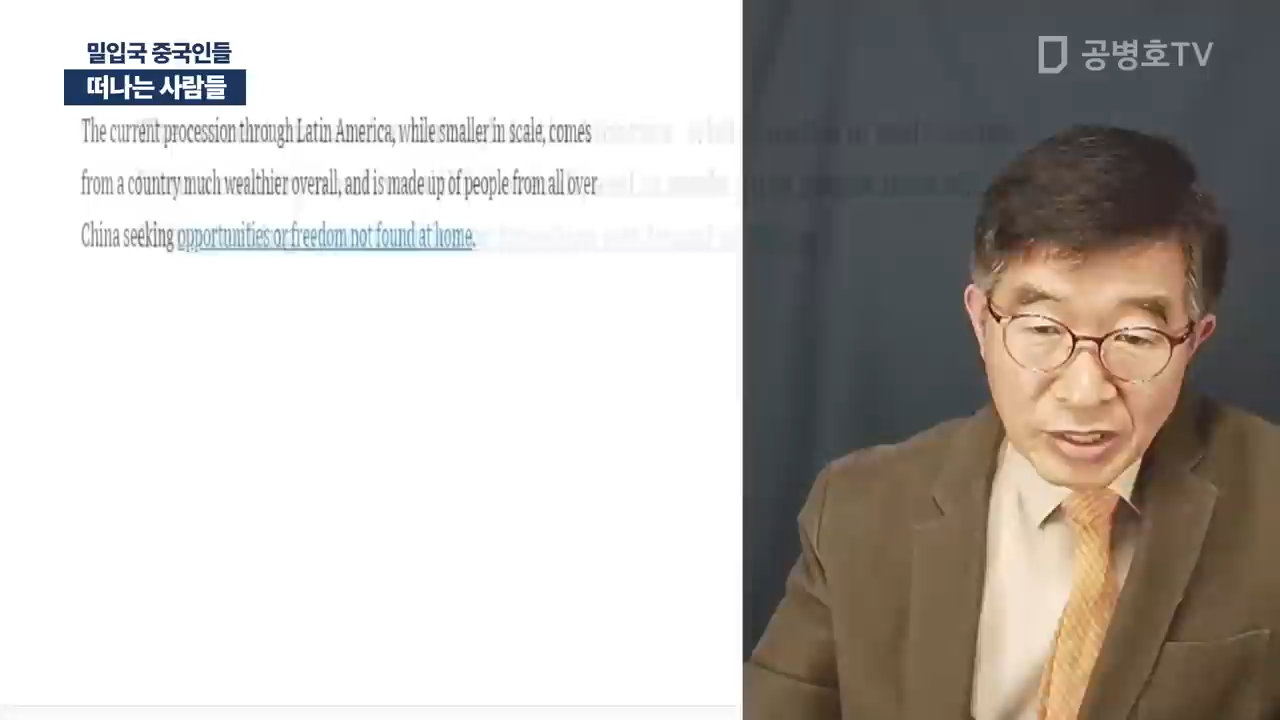 밀입국 중국인들
떠나는 사람들
공병호TV
The current procession through Latin America, while smaller in scale, comes
from a country much wealthier overall, and is made up of people from all over
China seeking opportunities or freedom not found at home.